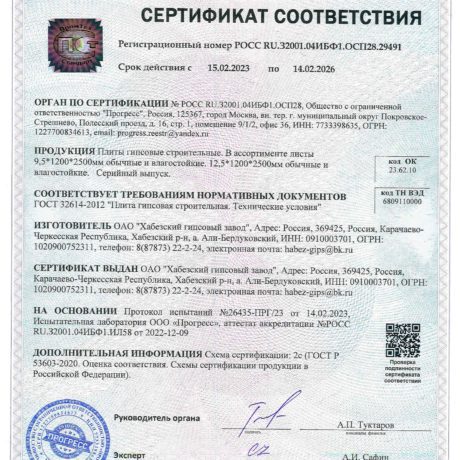 СЕРТИФИКАТ СООТВЕТСТВИЯ
Регистрационный номер РОСС RU.32001.04ИБФ1.ОСП28.29491
Срок действия с 15.02.2023 по 14.02.2026
ОРГАН ПО СЕРТИФИКАЦИИ № РОСС RU.32001.04ИБФ1.ОСП28, Общество с ограниченной
ответственностью "Прогресс", Россия, 125367, город Москва, вн. тер. г. муниципальный округ Покровское-
Стрешнево, Полесский проезд, д. 16, стр. 1, помещение 9/1/2, офис 36, ИНН: 7733398635, ОГРН:
1227700834613, email: progress.reestr@yandex.ru
ПРОДУКЦИЯ Плиты гипсовые строительные. В ассортименте листы
9,5*1200*2500мм обычные и влагостойкие. 12,5*1200*2500мм обычные и
влагостойкие. Серийный выпуск.
код ОК
23.62.10
СООТВЕТСТВУЕТ ТРЕБОВАНИЯМ НОРМАТИВНЫХ ДОКУМЕНТОВ
ГОСТ 32614-2012 "Плита гипсовая строительная. Технические условия"
код ТН ВЭД
6809110000
ИЗГОТОВИТЕЛЬ ОАО "Хабезский гипсовый завод", Адрес: Россия, 369425, Россия,
Карачаево-Черкесская Республика, Хабезский р-н, а. Али-Бердуковский, ИНН: 0910003701, ОГРН:
1020900752311, телефон: 8(87873) 22-2-24, электронная почта: habez-gips@bk.ru
СЕРТИФИКАТ ВЫДАН ОАО "Хабезский гипсовый завод", Адрес: Россия, 369425, Россия,
Карачаево-Черкесская Республика, Хабезский р-н, а. Али-Бердуковский, ИНН: 0910003701, ОГРН:
1020900752311, телефон: 8(87873) 22-2-24, электронная почта: habez-gips@bk.ru
НА ОСНОВАНИИ Протокол испытаний №26435-ПРГ/23 от 14.02.2023,
Испытательная лаборатория ООО «Прогресс», аттестат аккредитации №РОСС
RU.32001.04ИБФ1.ИЛ58 от 2022-12-09
ДОПОЛНИТЕЛЬНАЯ ИНФОРМАЦИЯ Схема сертификации: 2с (ГОСТ Р
53603-2020. Оценка соответствия. Схемы сертификации продукции в
Российской Федерации).
Проверка
подлинности
сертификата
соответствия
Руководитель органа
подпись
А.П. Туктаров
инициалы, фамилия
ПРОГРЕСС
Эксперт
А.И. Сафин